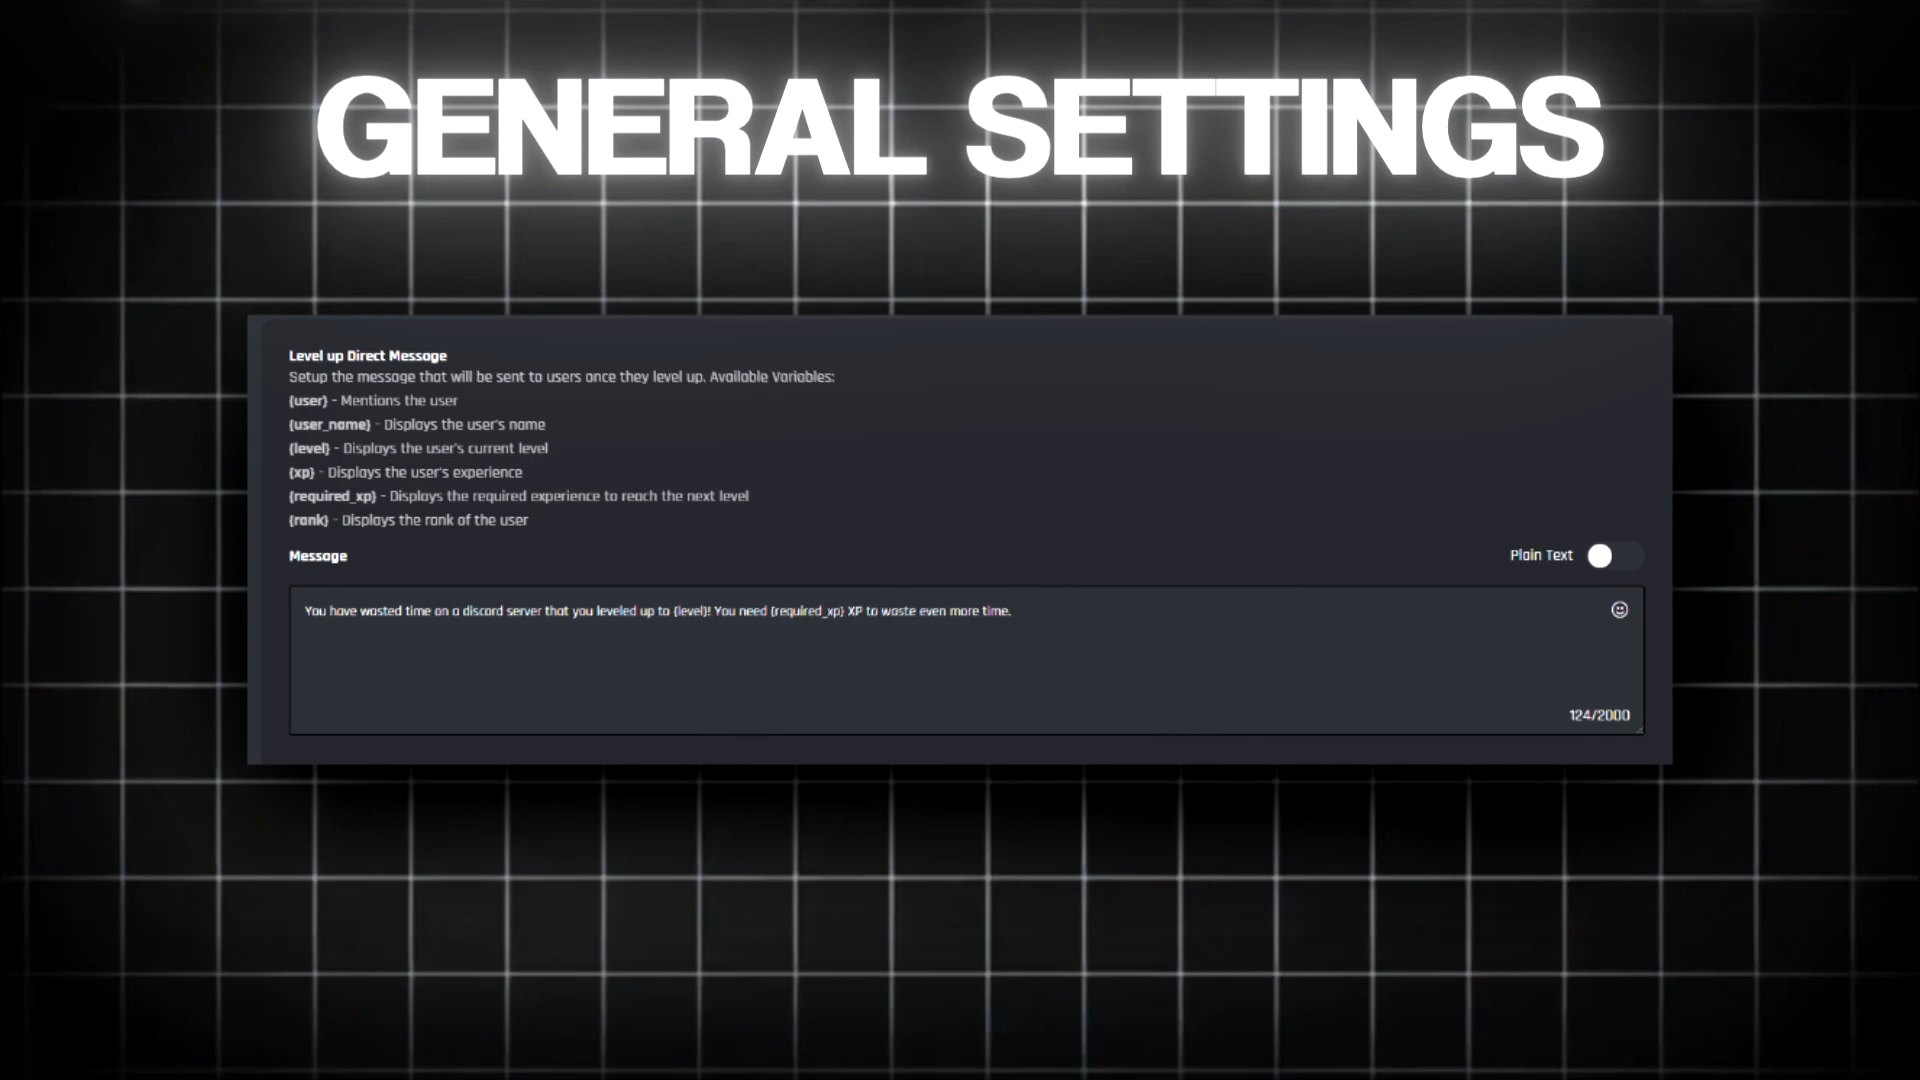 GENERAL SETTINGS
Level up Direct Message
Setup the message that will be sent to users once they level up. Available Variables:
{user} - Mentions the user
{user_name} - Displays the user's name
{level} - Displays the user's current level
{xp} - Displays the user's experience
{required_xp} - Displays the required experience to reach the next level
{rank} - Displays the rank of the user
Message
Plain Text
You have wasted time on a discord server that you leveled up to {level}! You need {required_xp} XP to waste even more time.
124/2000